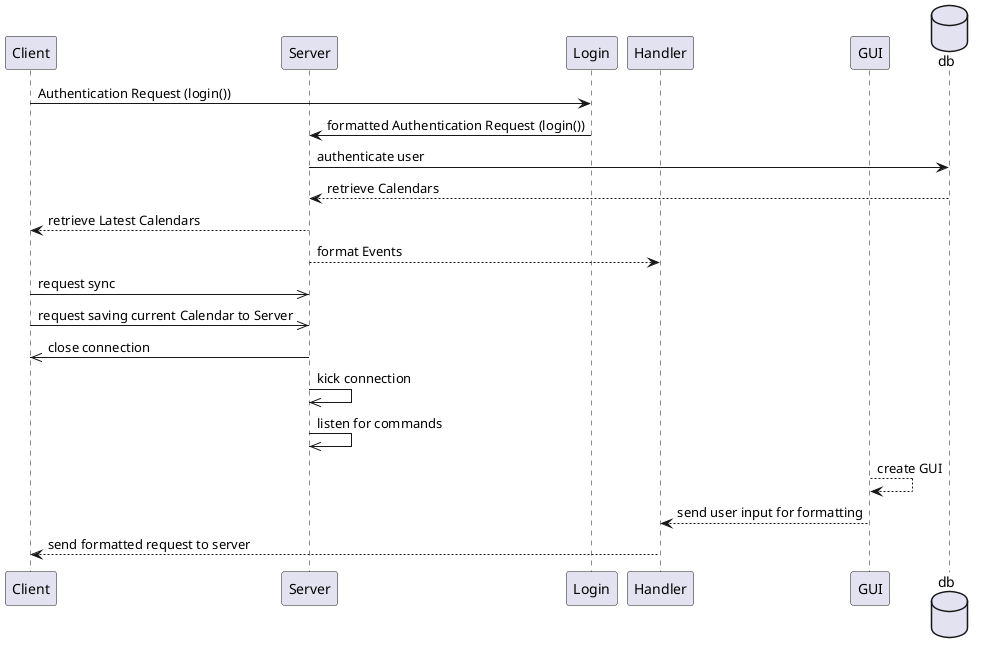 db
Client
Server
Login
Handler
GUI
Authentication Request (login())
formatted Authentication Request (login())
authenticate user
retrieve Calendars
retrieve Latest Calendars
format Events
request sync
request saving current Calendar to Server
close connection
kick connection
listen for commands
create GUI
send user input for formatting
send formatted request to server
Client
Server
Login
Handler
GUI
db